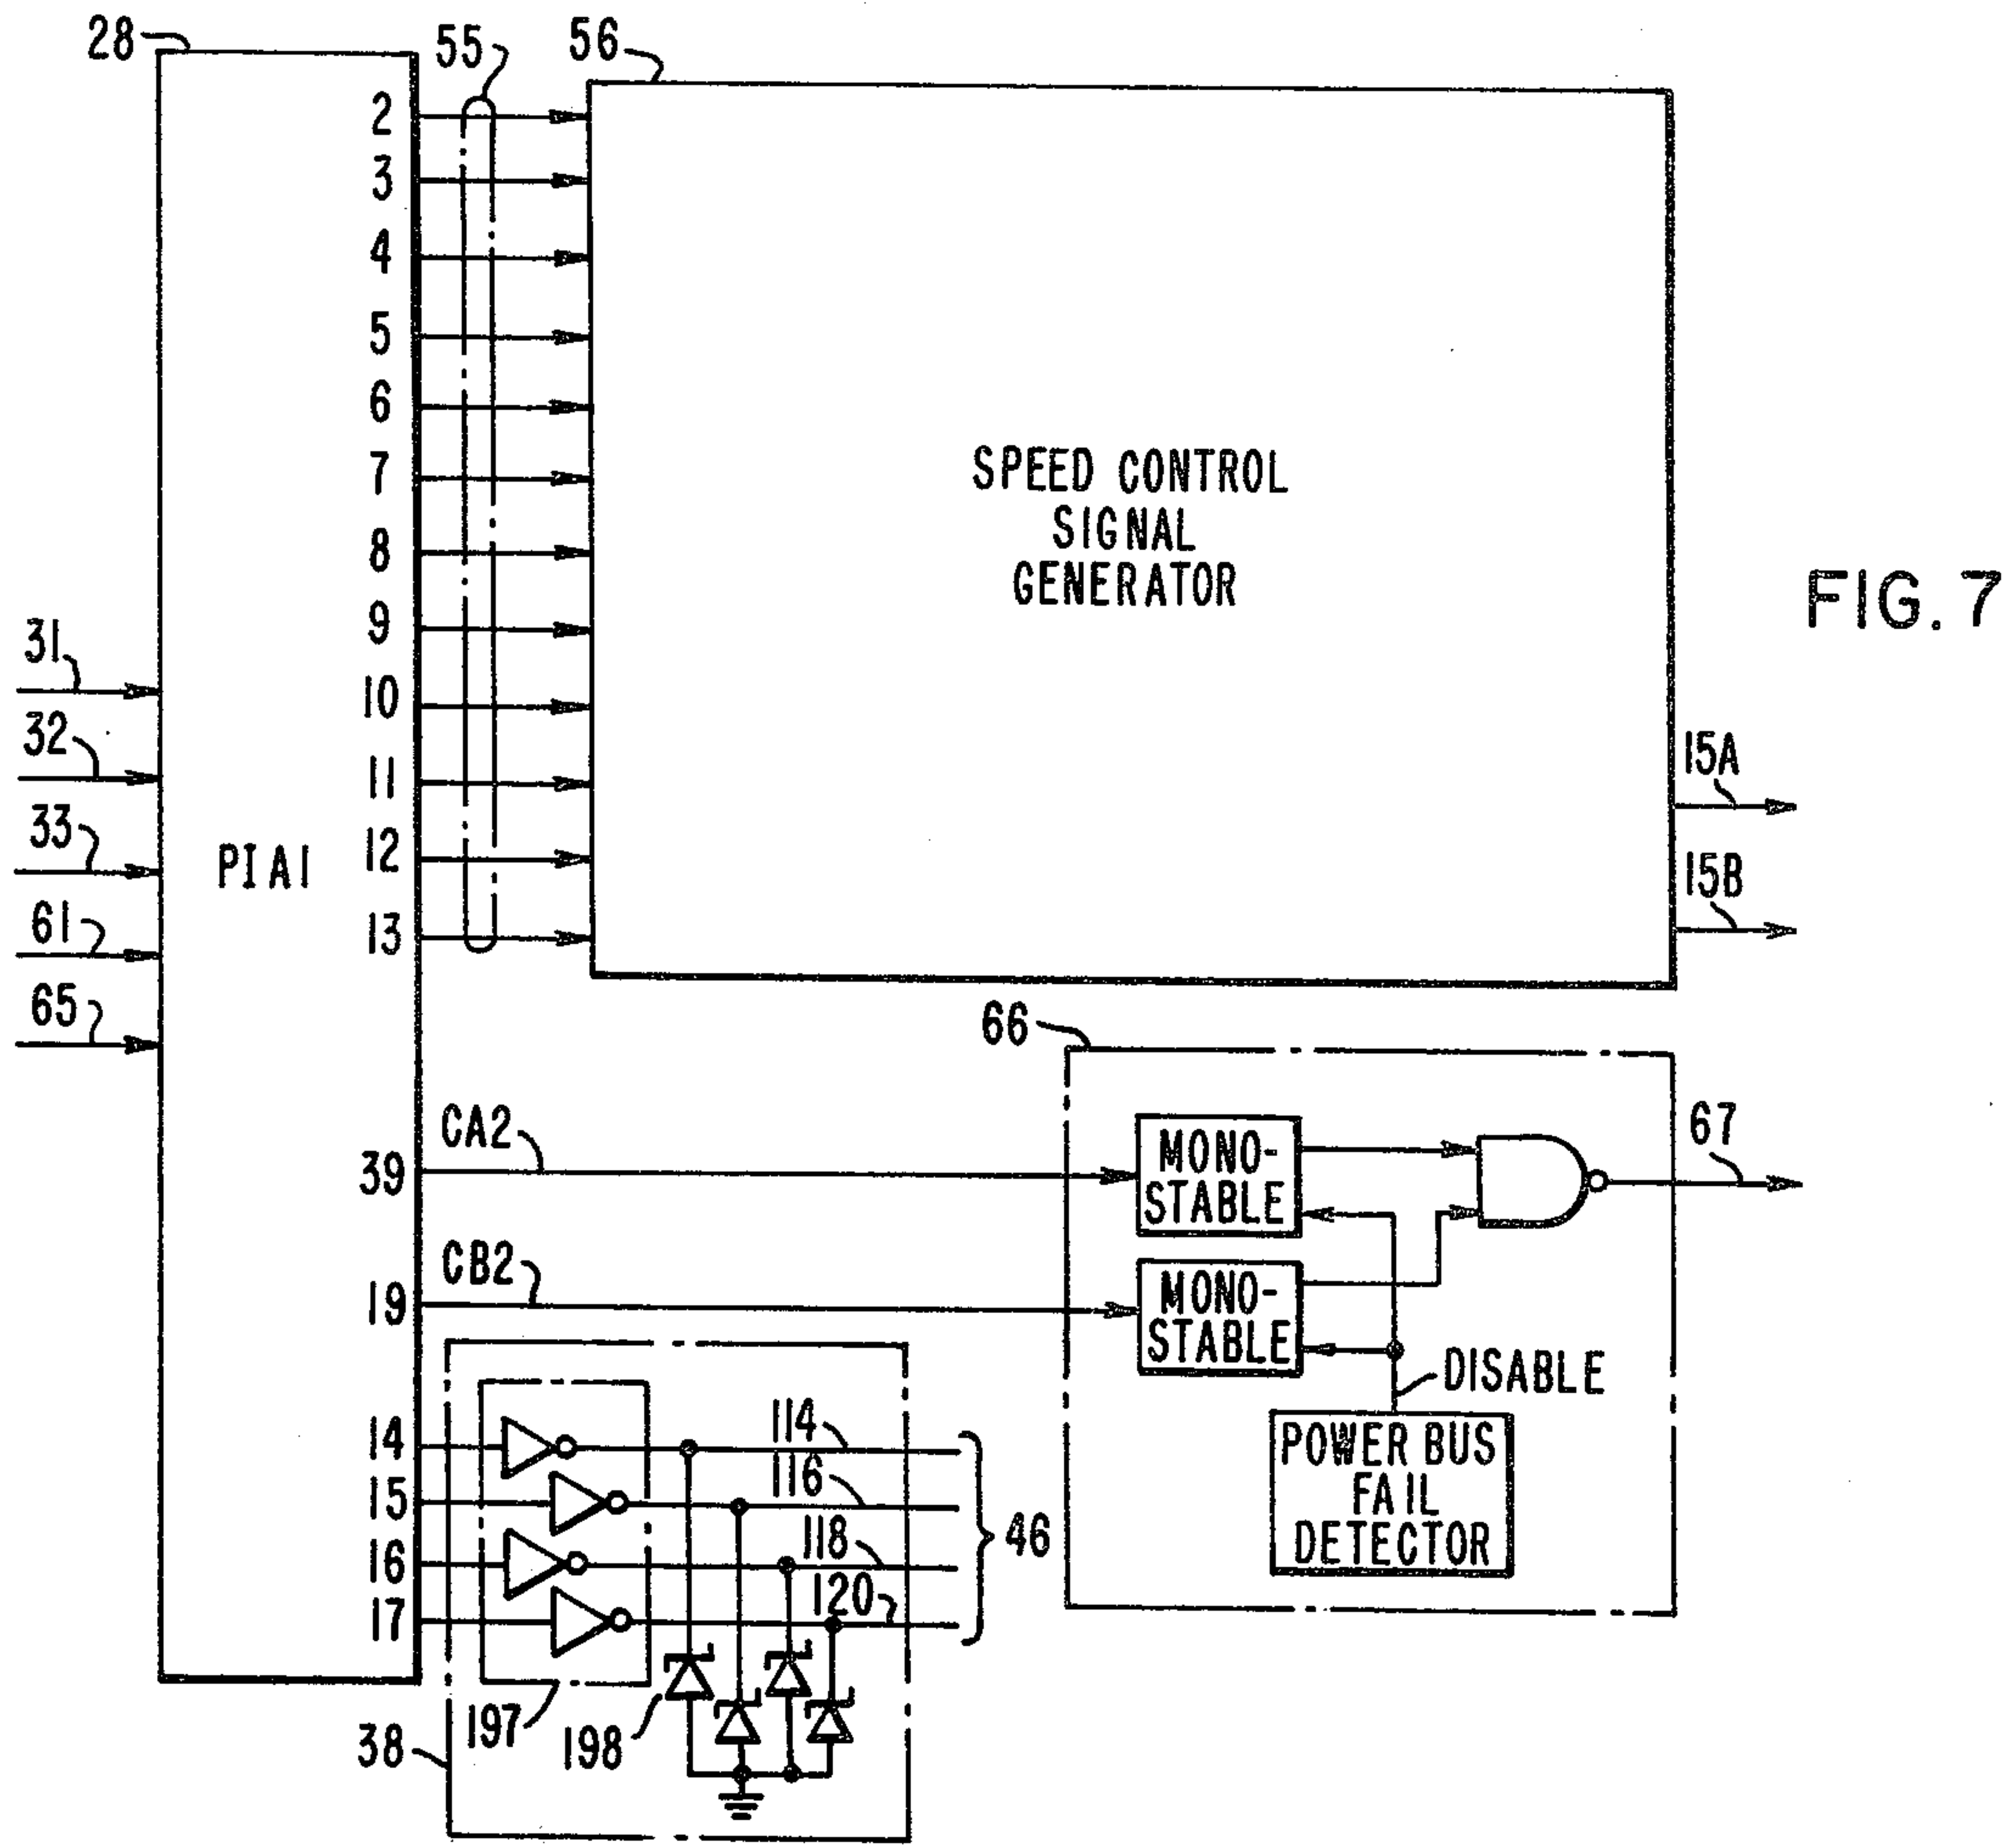 28
55
56
2
3
4
5
6
7
8
9
10
11
12
13
SPEED CONTROL
SIGNAL
GENERATOR
FIG. 7
31
32
33
61
65
PIA1
15A
15B
66
CA2
39
MONO-
STABLE
67
CB2
19
MONO-
STABLE
DISABLE
POWER BUS
FAIL
DETECTOR
14
15
16
17
114
116
118
120
46
197
198
38